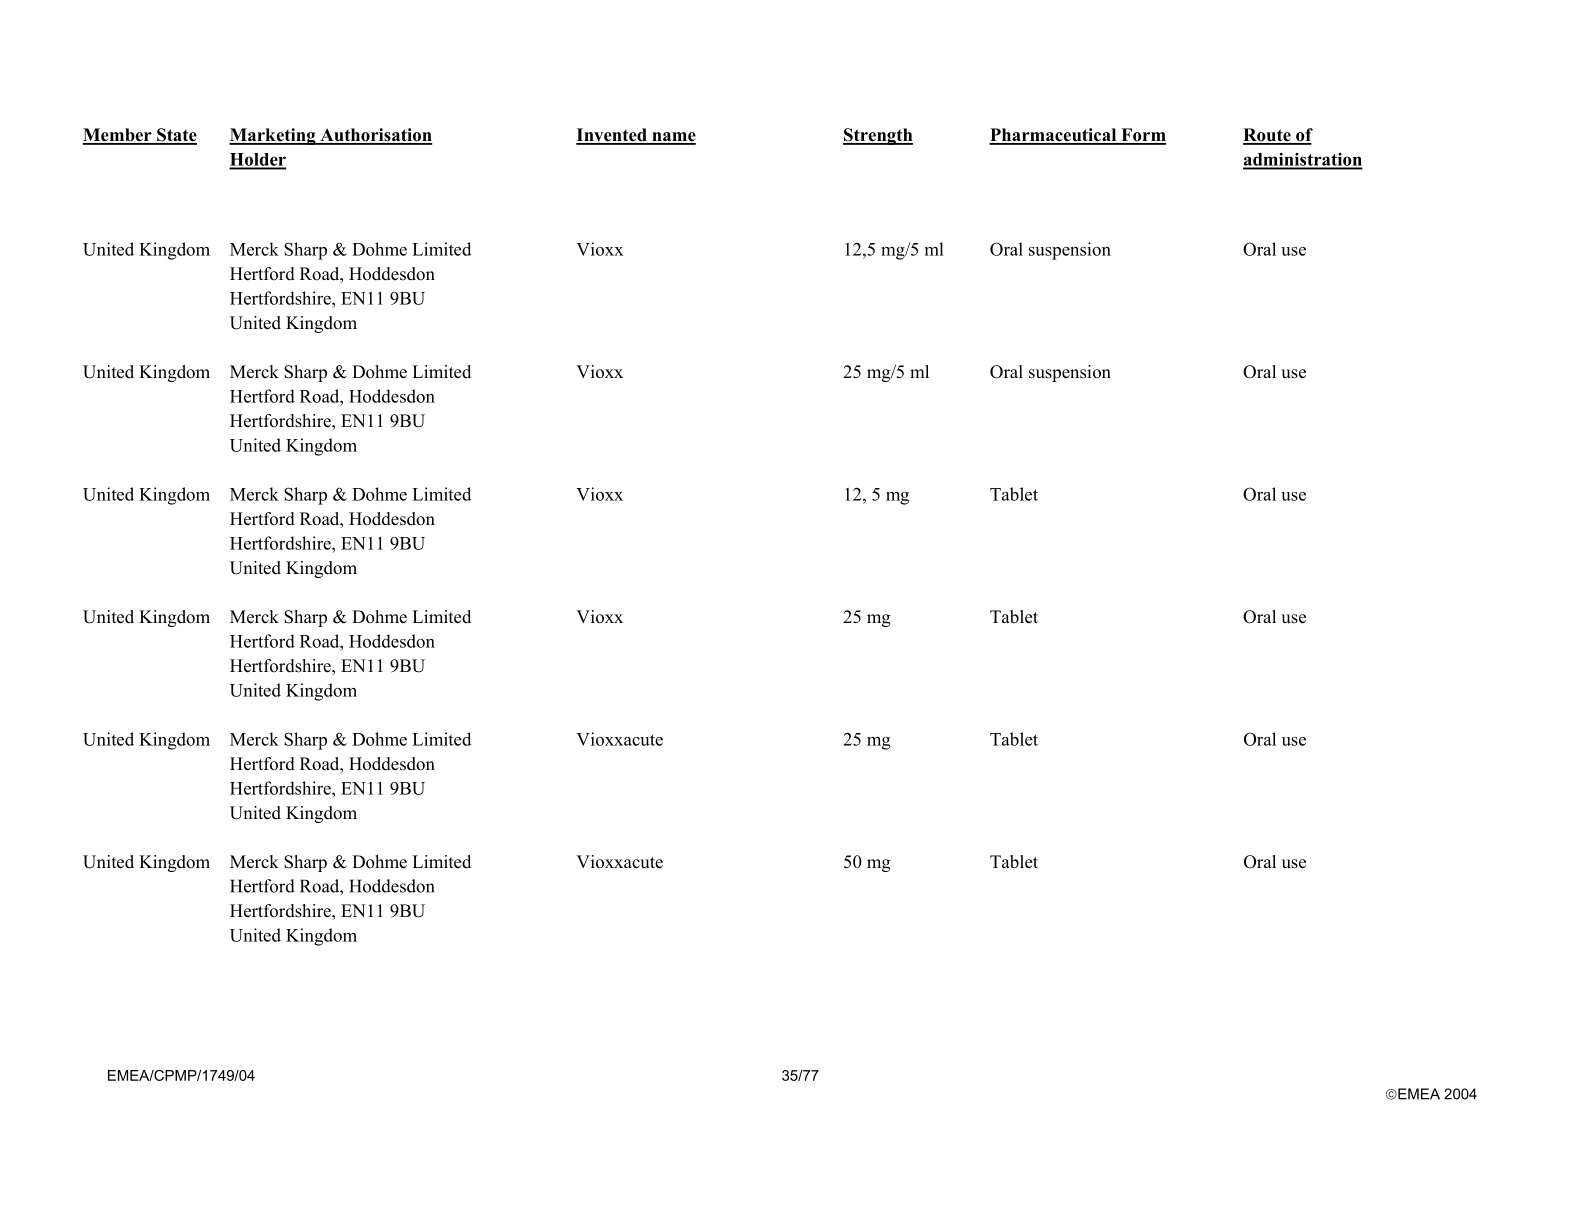 Member State Marketing Authorisation Invented name Strength Pharmaceutical Form Route of
Holder administration
United Kingdom Merck Sharp & Dohme Limited Vioxx 12,5 mg/5 ml Oral suspension Oral use
Hertford Road, Hoddesdon
Hertfordshire, EN11 9BU
United Kingdom
United Kingdom Merck Sharp & Dohme Limited Vioxx 25 mg/5 ml Oral suspension Oral use
Hertford Road, Hoddesdon
Hertfordshire, EN11 9BU
United Kingdom
United Kingdom Merck Sharp & Dohme Limited Vioxx 12, 5 mg Tablet Oral use
Hertford Road, Hoddesdon
Hertfordshire, EN11 9BU
United Kingdom
United Kingdom Merck Sharp & Dohme Limited Vioxx 25 mg Tablet Oral use
Hertford Road, Hoddesdon
Hertfordshire, EN11 9BU
United Kingdom
United Kingdom Merck Sharp & Dohme Limited Vioxxacute 25 mg Tablet Oral use
Hertford Road, Hoddesdon
Hertfordshire, EN11 9BU
United Kingdom
United Kingdom Merck Sharp & Dohme Limited Vioxxacute 50 mg Tablet Oral use
Hertford Road, Hoddesdon
Hertfordshire, EN11 9BU
United Kingdom
EMEA/CPMP/1749/04 35/77
©EMEA 2004